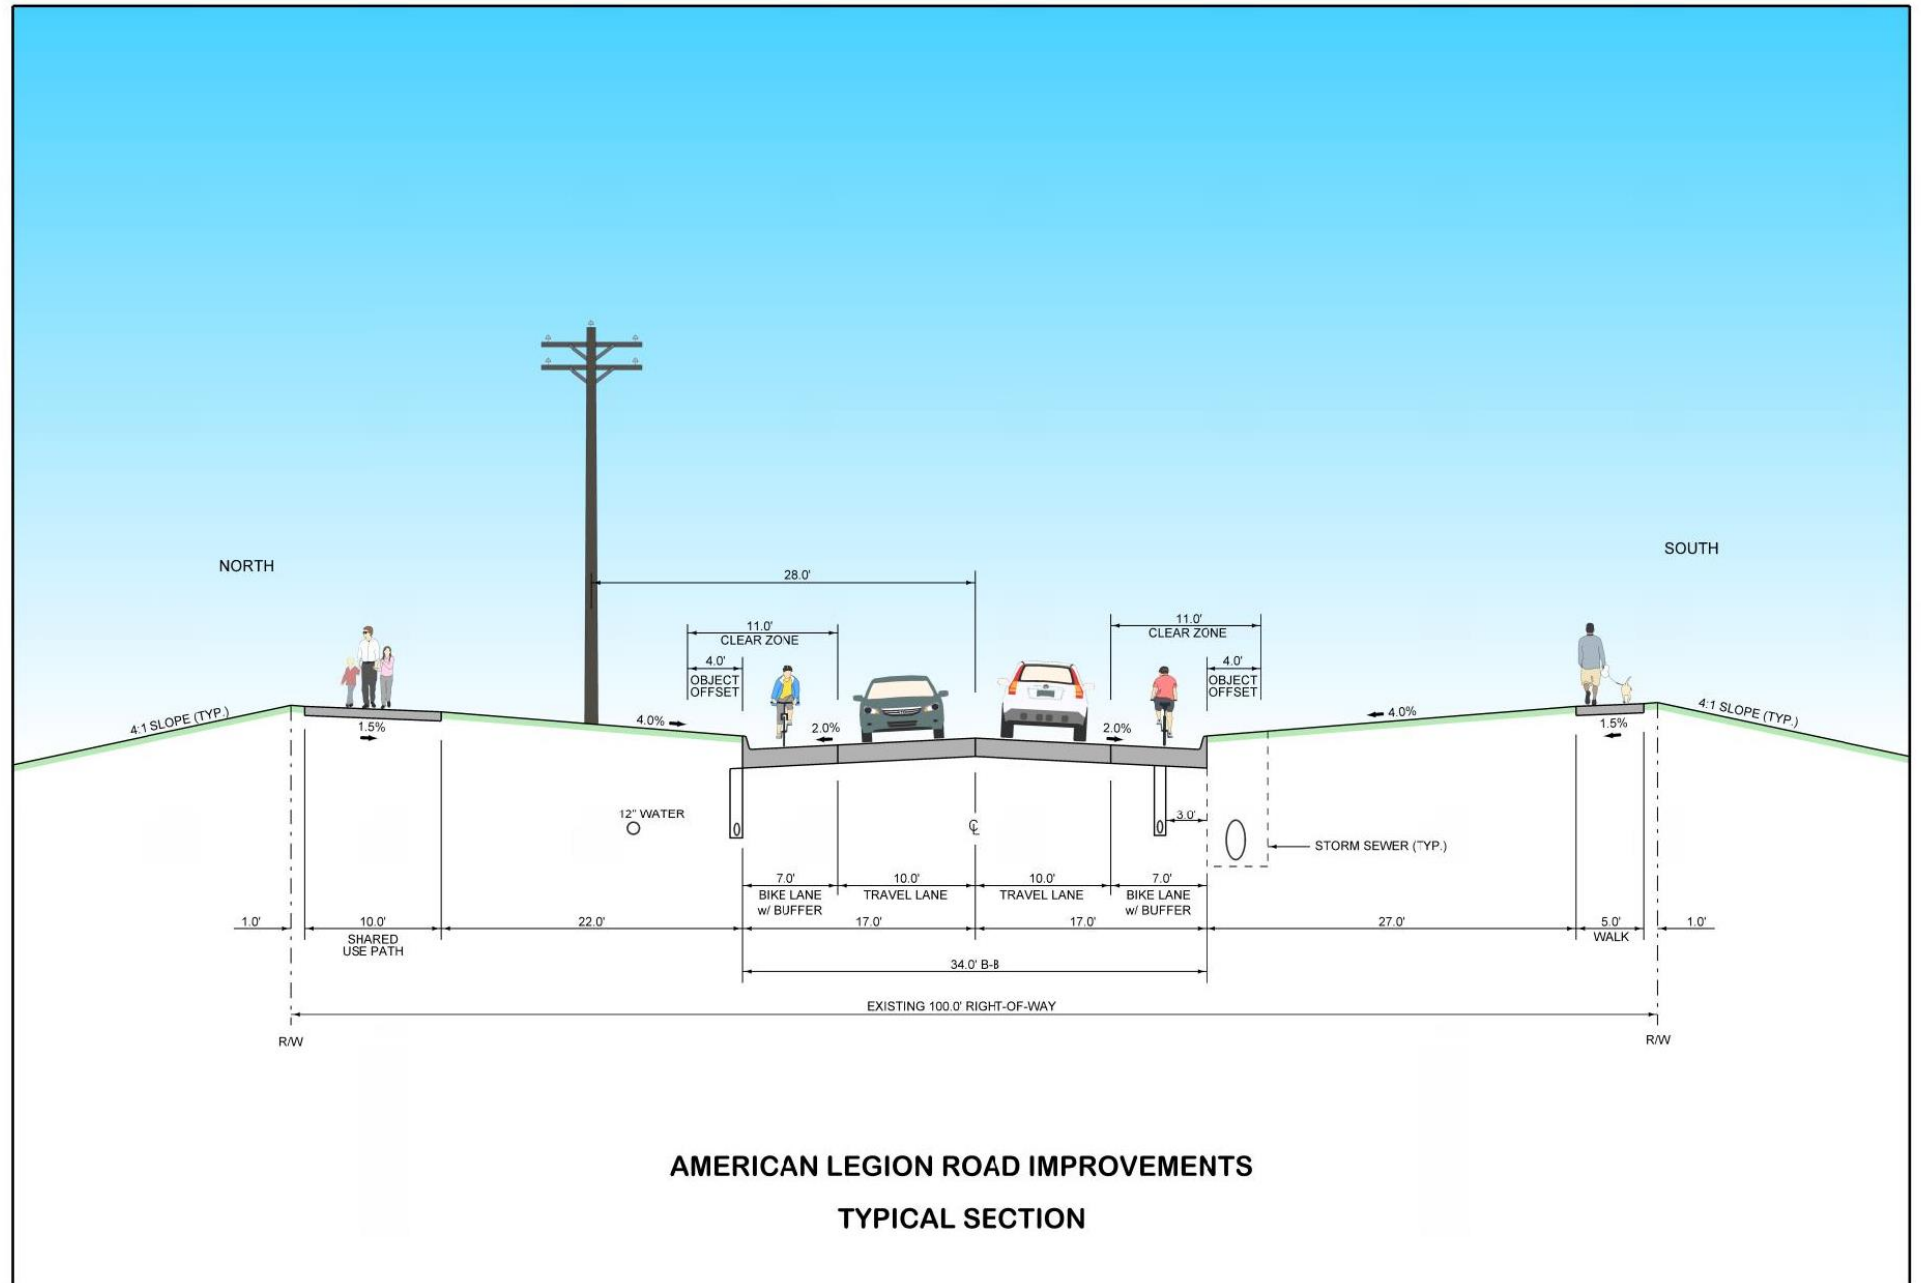 NORTH
SOUTH
28.0'
11.0'
CLEAR ZONE
11.0'
CLEAR ZONE
4.0'
OBJECT
OFFSET
4.0'
OBJECT
OFFSET
4:1 SLOPE (TYP.)
1.5%
4.0%
2.0%
2.0%
4.0%
1.5%
4:1 SLOPE (TYP.)
12" WATER
℄
3.0'
STORM SEWER (TYP.)
7.0'
BIKE LANE
w/ BUFFER
10.0'
TRAVEL LANE
10.0'
TRAVEL LANE
7.0'
BIKE LANE
w/ BUFFER
1.0'
10.0'
SHARED
USE PATH
22.0'
17.0'
17.0'
27.0'
5.0'
WALK
1.0'
34.0' B-B
EXISTING 100.0' RIGHT-OF-WAY
R/W
R/W
AMERICAN LEGION ROAD IMPROVEMENTS
TYPICAL SECTION